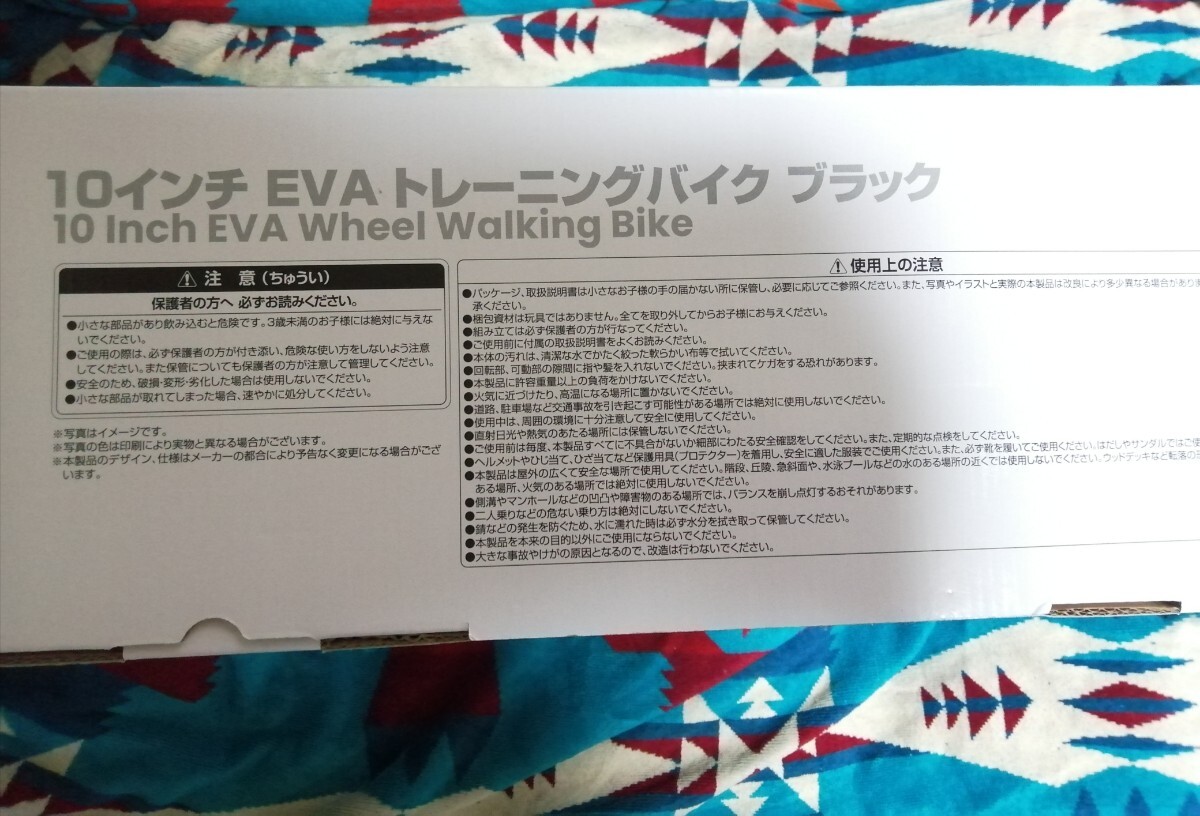 10インチ EVA トレーニングバイク ブラック
10 Inch EVA Wheel Walking Bike
⚠ 注 意 (ちゅうい)
保護者の方へ 必ずお読みください。
●小さな部品があり飲み込むと危険です。3歳未満のお子様には絶対に与えな
いでください。
●ご使用の際は、必ず保護者の方が付き添い、危険な使い方をしないよう注意
してください。また保管についても保護者の方が注意して管理してください。
●安全のため、破損・変形・劣化した場合は使用しないでください。
●小さな部品が取れてしまった場合、速やかに処分してください。
※写真はイメージです。
※写真の色は印刷により実物と異なる場合がございます。
※本製品のデザイン、仕様はメーカーの都合により予告なく変更になる場合がござ
います。
⚠ 使用上の注意
●パッケージ、取扱説明書は小さなお子様の手の届かない所に保管し、必要に応じてご参照ください。また、写真やイラストと実際の本製品は改良により多少異なる場合があり
承ください。
●梱包資材は玩具ではありません。全てを取り外してからお子様にお与えください。
●組み立ては必ず保護者の方が行なってください。
●ご使用前に付属の取扱説明書をよくお読みください。
●本体の汚れは、清潔な水でかたく絞った軟らかい布等で拭いてください。
●回転部、可動部の隙間に指や髪を入れないでください。挟まれてケガをする恐れがあります。
●本製品に許容重量以上の負荷をかけないでください。
●火気に近づけたり、高温になる場所に置かないでください。
●道路、駐車場など交通事故を引き起こす可能性がある場所では絶対に使用しないでください。
●使用中は、周囲の環境に十分注意して安全に使用してください。
●直射日光や熱気のあたる場所には保管しないでください。
●ご使用前は毎度、本製品すべてに不具合がないか細部にわたる安全確認をしてください。また、定期的な点検をしてください。
●ヘルメットやひじ当て、ひざ当てなど保護用具(プロテクター)を着用し、安全に適した服装でご使用ください。また、必ず靴を履いてご使用ください。はだしやサンダルではご使
●本製品は屋外の広くて安全な場所で使用してください。階段、丘陵、急斜面や、水泳プールなどの水のある場所の近くでは使用しないでください。ウッドデッキなど転落の
ある場所、火気のある場所では絶対に使用しないでください。
●側溝やマンホールなどの凹凸や障害物のある場所では、バランスを崩し点灯するおそれがあります。
●二人乗りなどの危ない乗り方は絶対にしないでください。
●錆などの発生を防ぐため、水に濡れた時は必ず水分を拭き取って保管してください。
●本製品を本来の目的以外にご使用にならないでください。
●大きな事故やけがの原因となるので、改造は行わないでください。